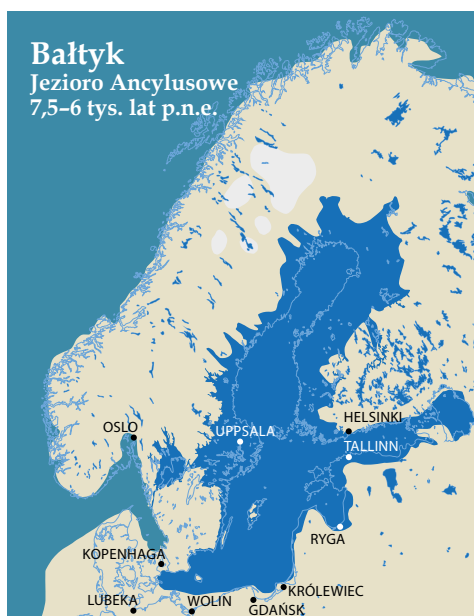 Bałtyk
Jezioro Ancylusowe
7,5–6 tys. lat p.n.e.
HELSINKI
OSLO
UPPSALA
TALLINN
RYGA
KOPENHAGA
KRÓLEWIEC
LUBEKA
WOLIN
GDAŃSK